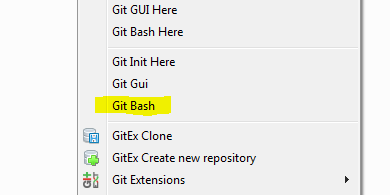 Git GUI Here
Git Bash Here
Git Init Here
Git Gui
Git Bash
GitEx Clone
GitEx Create new repository
Git Extensions